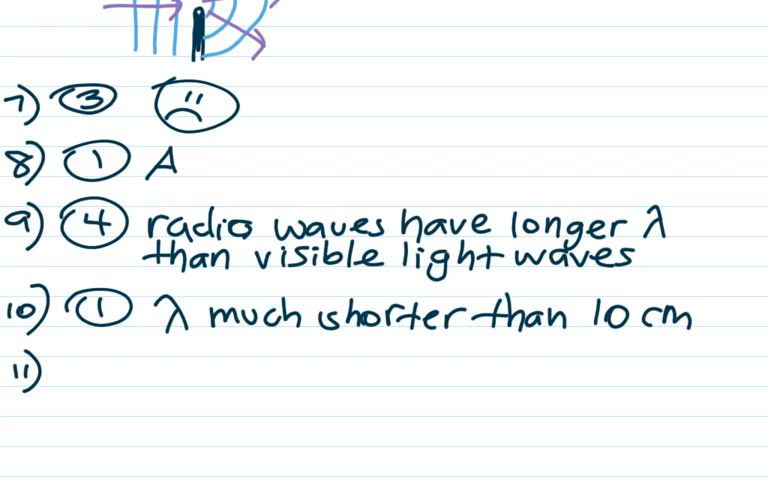 7) 3
8) 1 A
9) 4 radio waves have longer λ
than visible light waves
10) 1 λ much shorter than 10 cm
11)